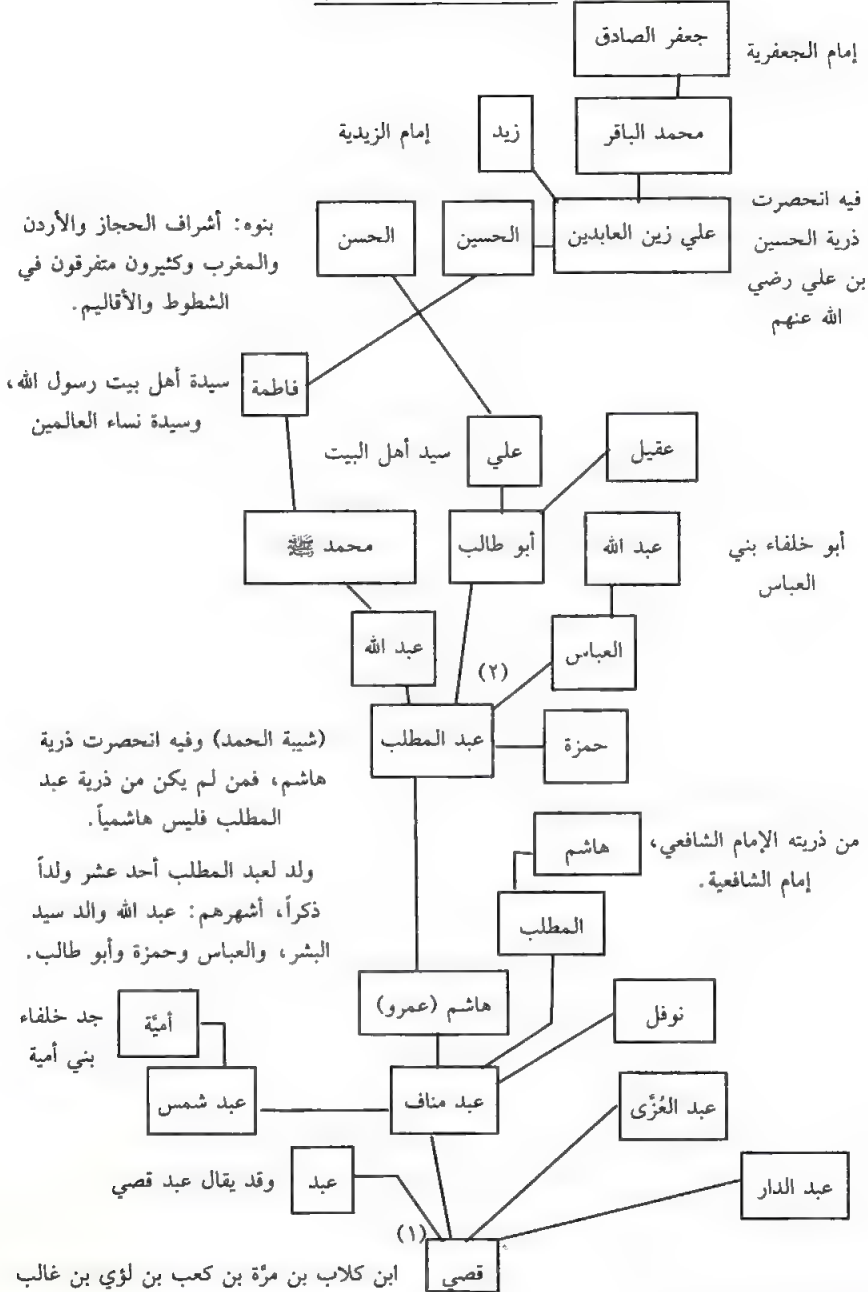 جعفر الصادق
إمام الجعفرية
محمد الباقر
زيد
إمام الزيدية
فيه انحصرت
ذرية الحسين
بن علي رضي
الله عنهم
علي زين العابدين
الحسين
الحسن
بنوه: أشراف الحجاز والأردن
والمغرب وكثيرون متفرقون في
الشطوط والأقاليم.
فاطمة
سيدة أهل بيت رسول الله،
وسيدة نساء العالمين
عقيل
علي
سيد أهل البيت
أبو خلفاء بني
العباس
عبد الله
أبو طالب
محمد ﷺ
العباس
عبد الله
(٢)
حمزة
عبد المطلب
(شيبة الحمد) وفيه انحصرت ذرية
هاشم، فمن لم يكن من ذرية عبد
المطلب فليس هاشمياً.
ولد لعبد المطلب أحد عشر ولداً
ذكراً، أشهرهم: عبد الله والد سيد
البشر، والعباس وحمزة وأبو طالب.
من ذريته الإمام الشافعي،
إمام الشافعية.
هاشم
المطلب
هاشم (عمرو)
نوفل
أميَّة
جد خلفاء
بني أمية
عبد العُزَّى
عبد مناف
عبد شمس
عبد الدار
عبد
وقد يقال عبد قصي
(١)
قصي
ابن كلاب بن مرَّة بن كعب بن لؤي بن غالب